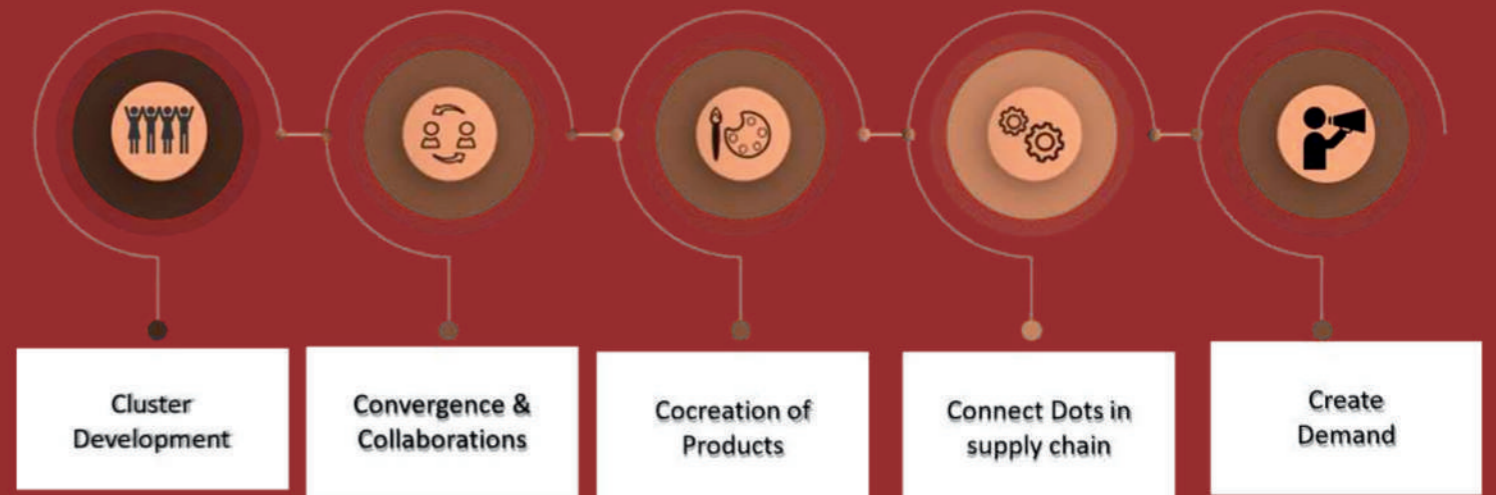 Cluster
Development
Convergence &
Collaborations
Cocreation of
Products
Connect Dots in
supply chain
Create
Demand